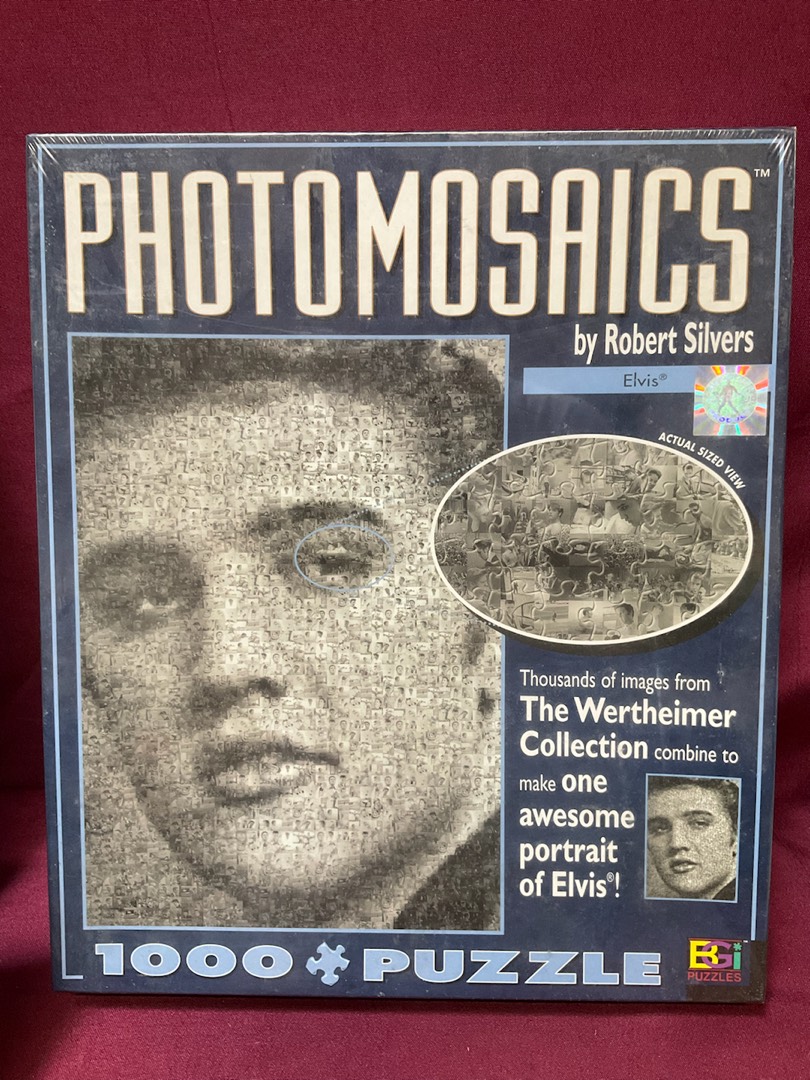 PHOTOMOSAICS™
by Robert Silvers
Elvis®
ACTUAL SIZED VIEW
Thousands of images from
The Wertheimer
Collection combine to
make one
awesome
portrait
of Elvis®!
1000 PUZZLE
BGi™
PUZZLES